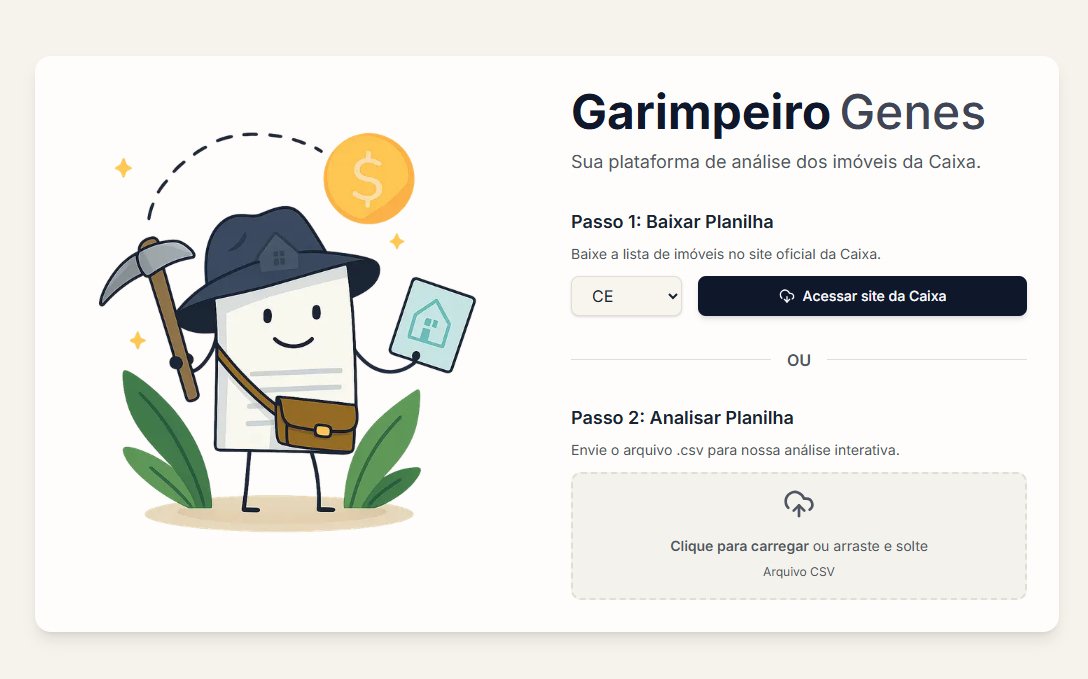 Garimpeiro Genes
Sua plataforma de análise dos imóveis da Caixa.
Passo 1: Baixar Planilha
Baixe a lista de imóveis no site oficial da Caixa.
CE
Acessar site da Caixa
OU
Passo 2: Analisar Planilha
Envie o arquivo .csv para nossa análise interativa.
Clique para carregar ou arraste e solte
Arquivo CSV
$